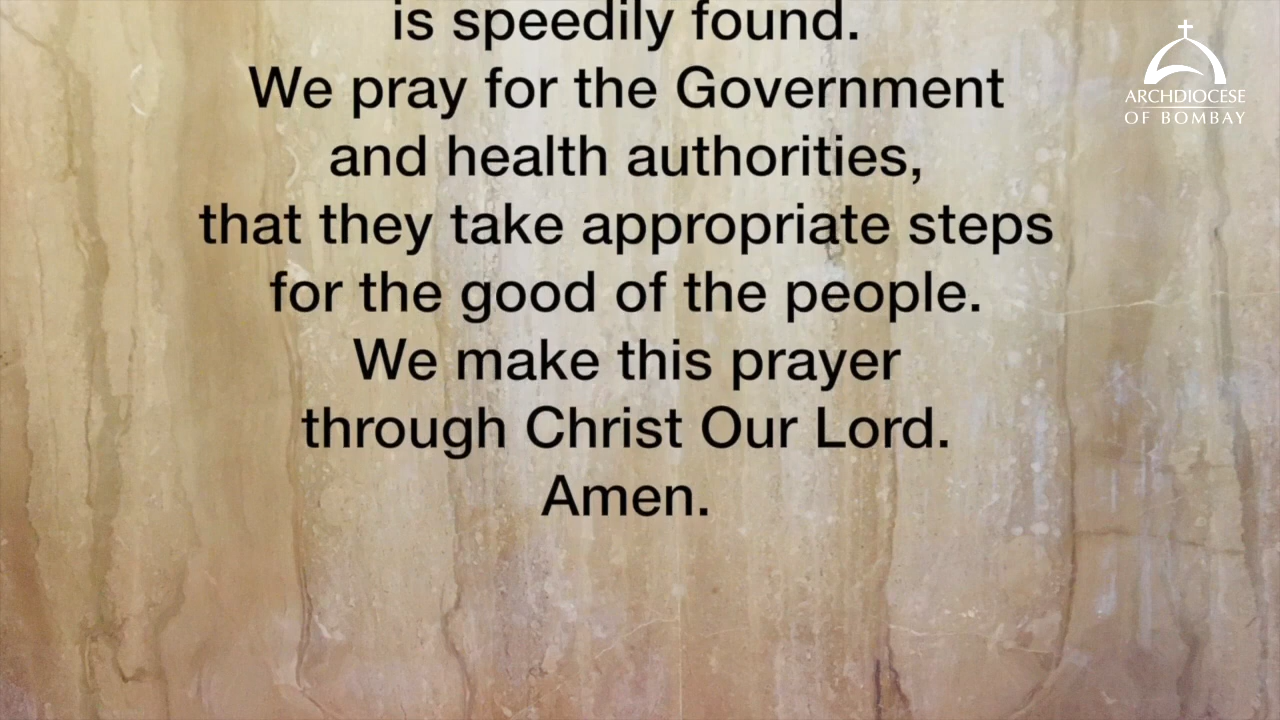 is speedily found.
We pray for the Government
and health authorities,
that they take appropriate steps
for the good of the people.
We make this prayer
through Christ Our Lord.
Amen.
ARCHDIOCESE
OF BOMBAY